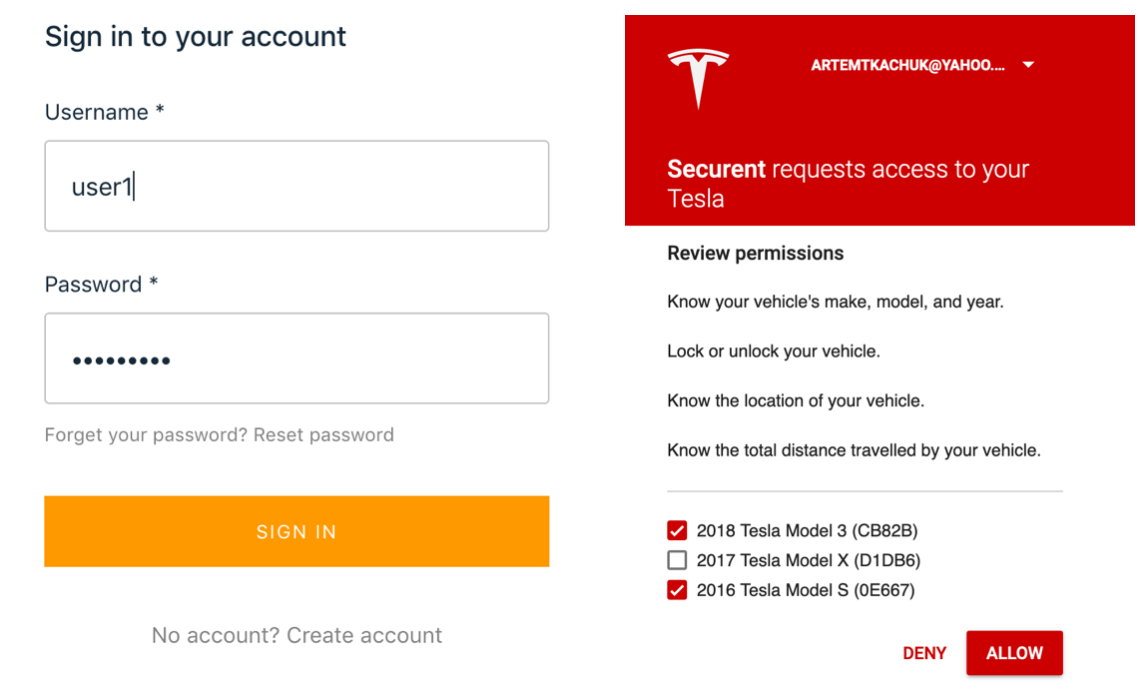 Sign in to your account
Username *
user1
Password *
•••••••••
Forget your password? Reset password
SIGN IN
No account? Create account
ARTEMTKACHUK@YAHOO....
Securent requests access to your
Tesla
Review permissions
Know your vehicle's make, model, and year.
Lock or unlock your vehicle.
Know the location of your vehicle.
Know the total distance travelled by your vehicle.
2018 Tesla Model 3 (CB82B)
2017 Tesla Model X (D1DB6)
2016 Tesla Model S (0E667)
DENY ALLOW